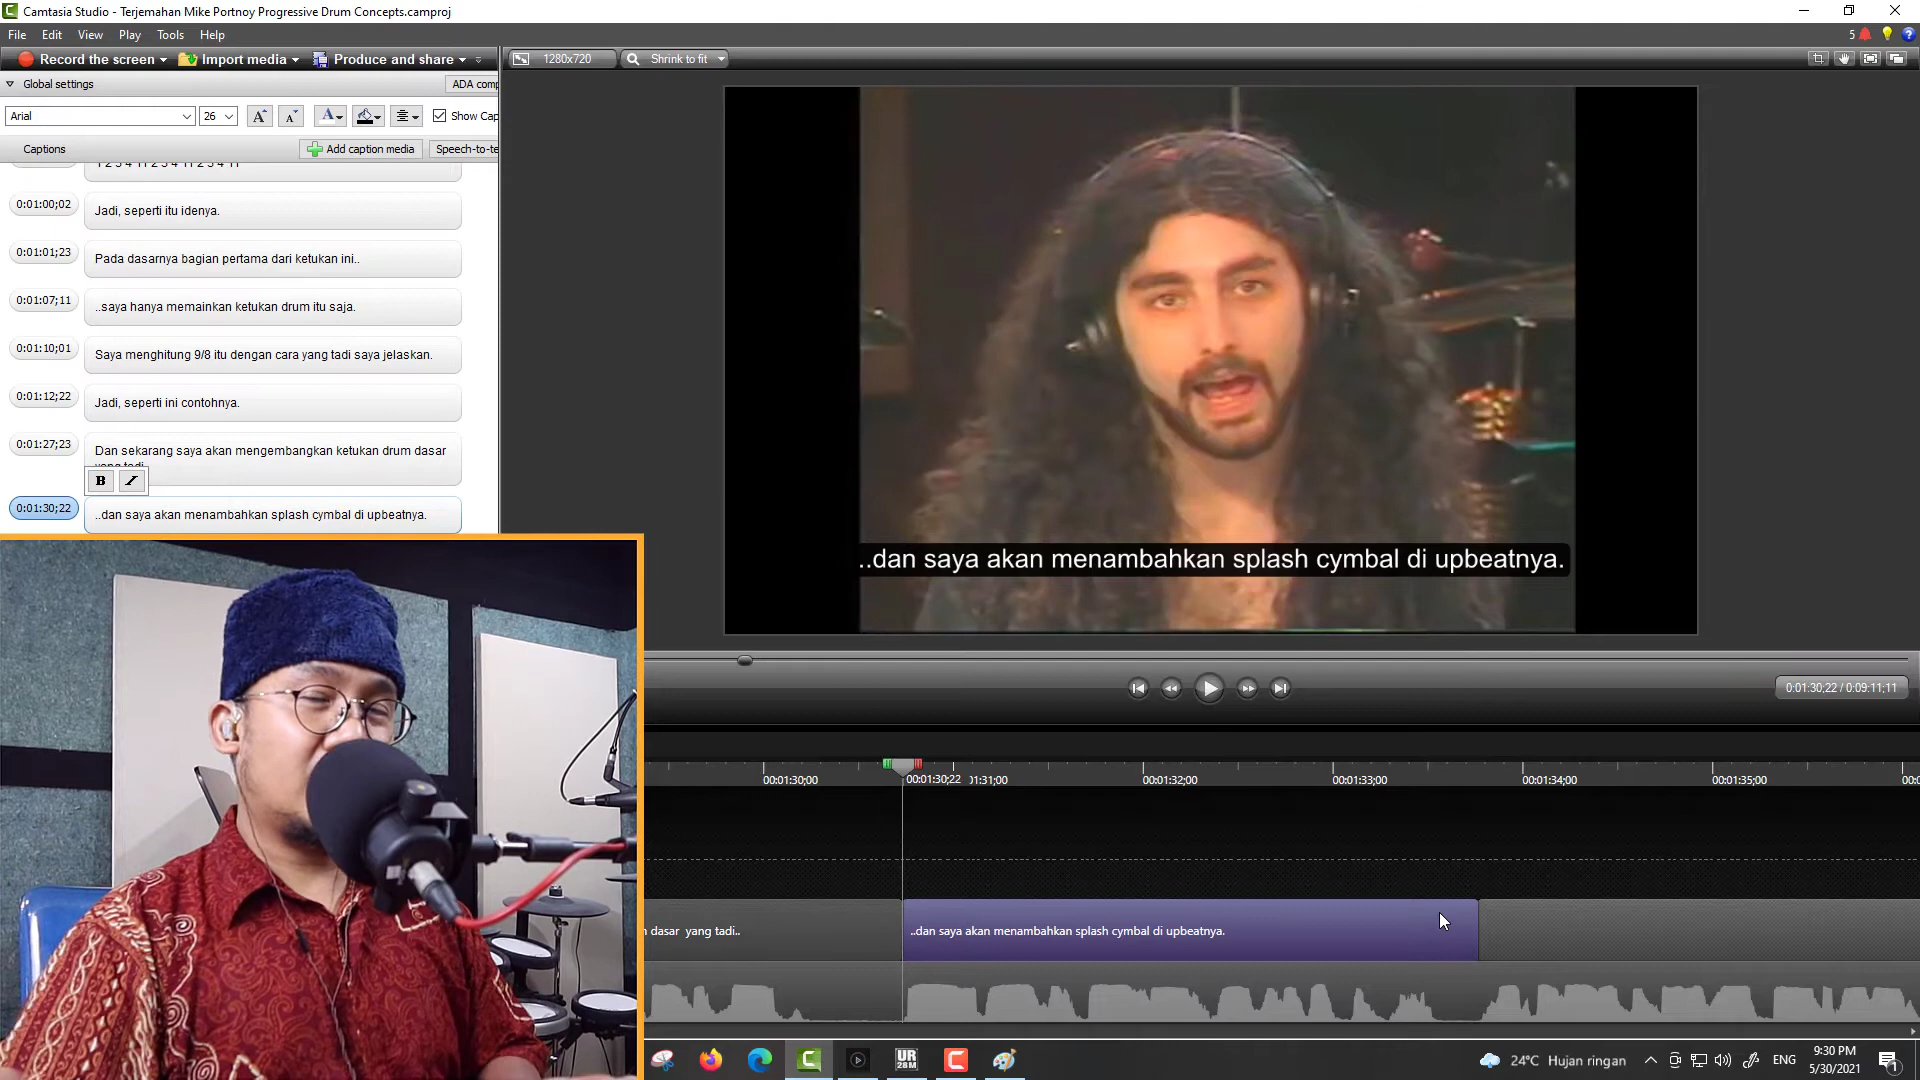 Camtasia Studio - Terjemahan Mike Portnoy Progressive Drum Concepts.camproj
File Edit View Play Tools Help
5
Record the screen Import media Produce and share
1280x720 Shrink to fit
Global settings
ADA comp
Arial
26
A A A
Show Cap
Captions
Add caption media
Speech-to-te
0:01:00;02
Jadi, seperti itu idenya.
0:01:01;23
Pada dasarnya bagian pertama dari ketukan ini..
0:01:07;11
..saya hanya memainkan ketukan drum itu saja.
0:01:10;01
Saya menghitung 9/8 itu dengan cara yang tadi saya jelaskan.
0:01:12;22
Jadi, seperti ini contohnya.
0:01:27;23
Dan sekarang saya akan mengembangkan ketukan drum dasar
B I
0:01:30;22
..dan saya akan menambahkan splash cymbal di upbeatnya.
..dan saya akan menambahkan splash cymbal di upbeatnya.
0:01:30;22 / 0:09:11;11
00:01:30;00 00:01:30;22 01:31;00 00:01:32;00 00:01:33;00 00:01:34;00 00:01:35;00
dasar yang tadi..
..dan saya akan menambahkan splash cymbal di upbeatnya.
UR
28M
24°C Hujan ringan
ENG
9:30 PM
5/30/2021
1